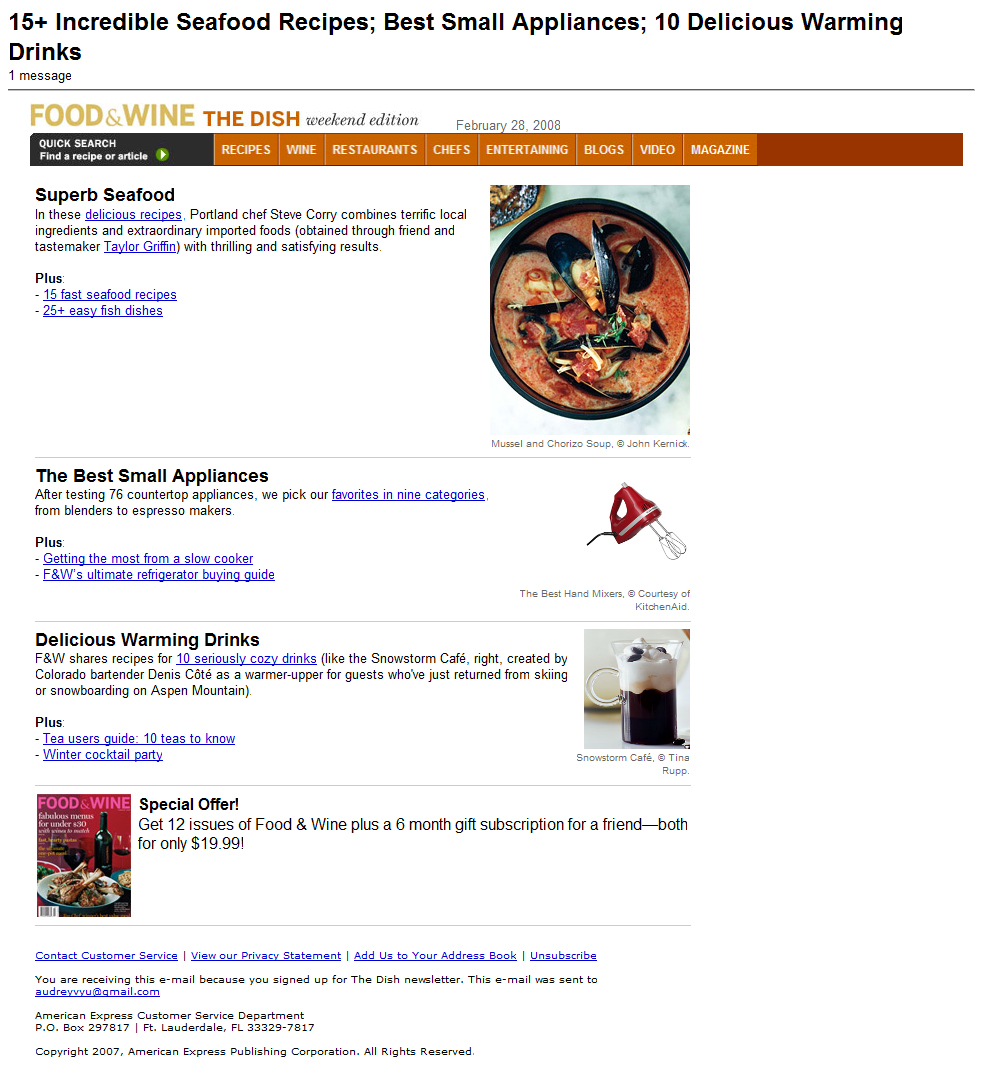 15+ Incredible Seafood Recipes; Best Small Appliances; 10 Delicious Warming
Drinks
1 message
FOOD&WINE THE DISH weekend edition February 28, 2008
QUICK SEARCH
Find a recipe or article
RECIPES WINE RESTAURANTS CHEFS ENTERTAINING BLOGS VIDEO MAGAZINE
Superb Seafood
In these delicious recipes, Portland chef Steve Corry combines terrific local
ingredients and extraordinary imported foods (obtained through friend and
tastemaker Taylor Griffin) with thrilling and satisfying results.
Plus:
- 15 fast seafood recipes
- 25+ easy fish dishes
Mussel and Chorizo Soup, © John Kernick.
The Best Small Appliances
After testing 76 countertop appliances, we pick our favorites in nine categories,
from blenders to espresso makers.
Plus:
- Getting the most from a slow cooker
- F&W's ultimate refrigerator buying guide
The Best Hand Mixers, © Courtesy of
KitchenAid.
Delicious Warming Drinks
F&W shares recipes for 10 seriously cozy drinks (like the Snowstorm Café, right, created by
Colorado bartender Denis Côté as a warmer-upper for guests who've just returned from skiing
or snowboarding on Aspen Mountain).
Plus:
- Tea users guide: 10 teas to know
- Winter cocktail party
Snowstorm Café, © Tina
Rupp.
FOOD&WINE
fabulous menus
for under $30
with wines to match
Special Offer!
Get 12 issues of Food & Wine plus a 6 month gift subscription for a friend—both
for only $19.99!
Contact Customer Service | View our Privacy Statement | Add Us to Your Address Book | Unsubscribe
You are receiving this e-mail because you signed up for The Dish newsletter. This e-mail was sent to
audreyvyu@gmail.com
American Express Customer Service Department
P.O. Box 297817 | Ft. Lauderdale, FL 33329-7817
Copyright 2007, American Express Publishing Corporation. All Rights Reserved.